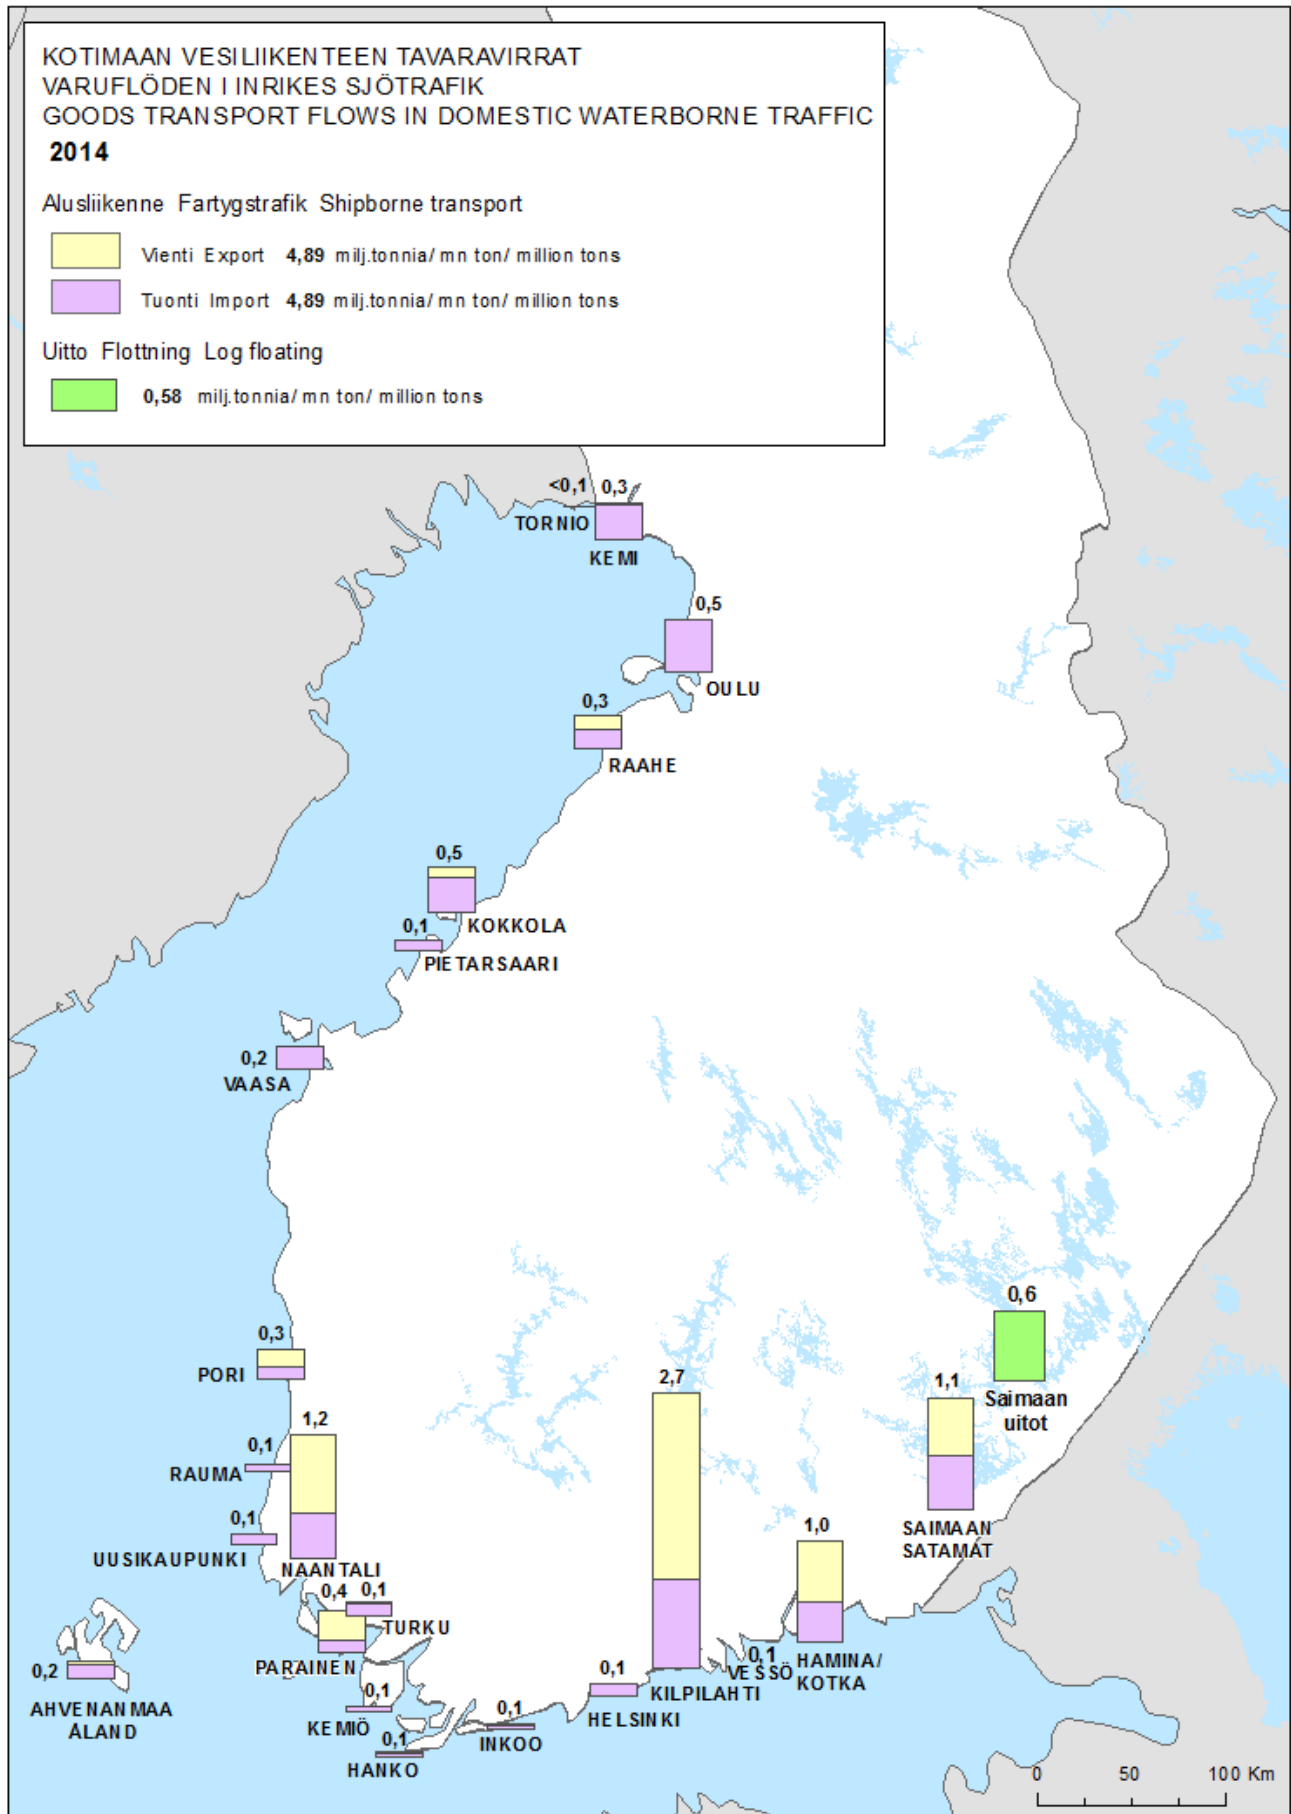 KOTIMAAN VESILIIKENTEEN TAVARAVIRRAT
VARUFLÖDEN I INRIKES SJÖTRAFIK
GOODS TRANSPORT FLOWS IN DOMESTIC WATERBORNE TRAFFIC
2014
Alusliikenne Fartygstrafik Shipborne transport
Vienti Export 4,89 milj.tonnia/ mn ton/ million tons
Tuonti Import 4,89 milj.tonnia/ mn ton/ million tons
Uitto Flottning Log floating
0,58 milj.tonnia/ mn ton/ million tons
<0,1 0,3
TORNIO
KEMI
0,5
OULU
0,3
RAAHE
0,5
KOKKOLA
0,1
PIETARSAARI
0,2
VAASA
0,6
Saimaan
uitot
0,3
PORI
2,7
1,1
1,2
0,1
RAUMA
0,1
UUSIKAUPUNKI
NAANTALI
1,0
SAIMAAN
SATAMAT
0,4
0,1
TURKU
PARAINEN
0,2
AHVENANMAA
ÅLAND
0,1
VESSÖ
HAMINA/
KOTKA
KILPILAHTI
0,1
HELSINKI
0,1
KEMIÖ
0,1
INKOO
0,1
HANKO
0 50 100 Km